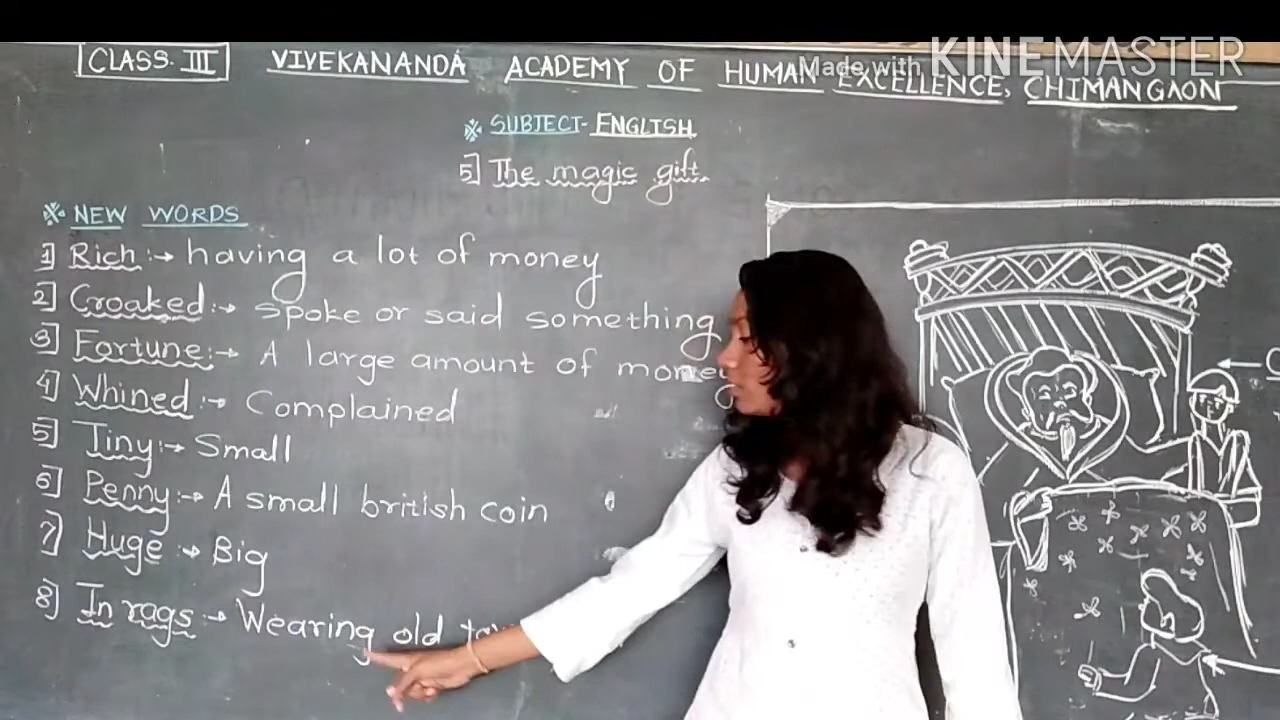 CLASS. III VIVEKANANDA ACADEMY OF HUMAN EXCELLENCE, CHIMANGAON
Made with KINEMASTER
SUBJECT- ENGLISH
5] The magic gift.
NEW WORDS
1] Rich :→ having a lot of money
2] Croaked :→ spoke or said something
3] Fortune :→ A large amount of money
4] Whined :→ Complained
5] Tiny :→ Small
6] Penny :→ A small british coin
7] Huge :→ Big
8] In rags :→ Wearing old